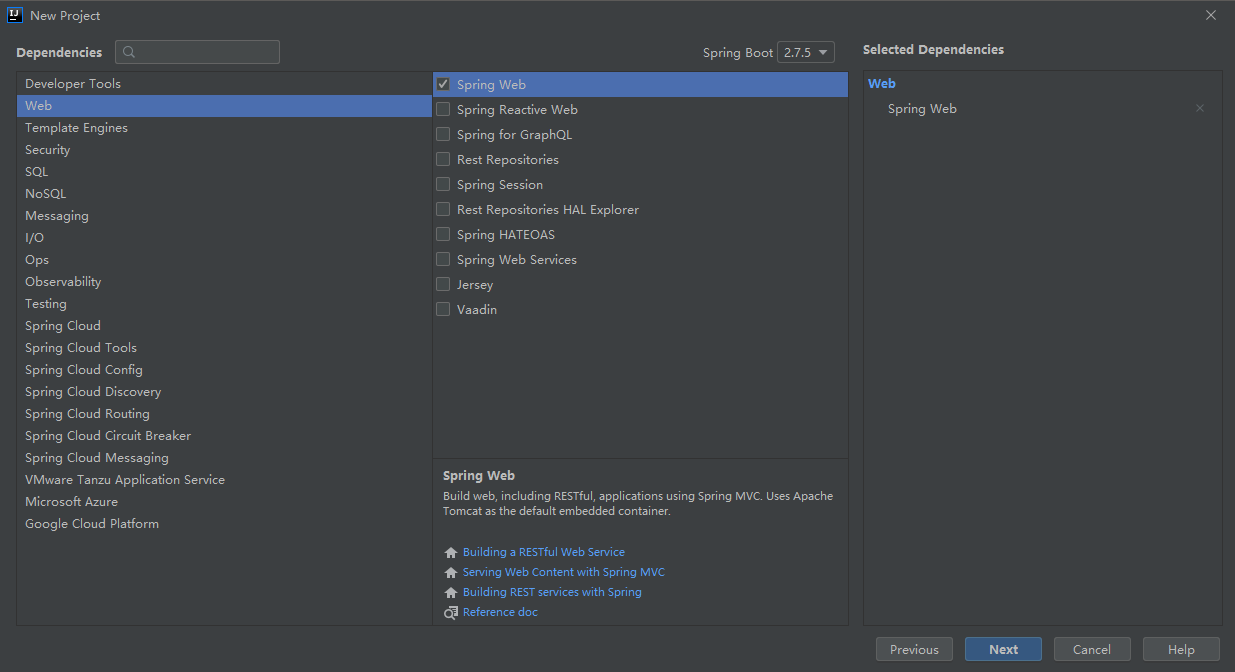 New Project
Dependencies
Spring Boot 2.7.5
Selected Dependencies
Developer Tools
Web
Template Engines
Security
SQL
NoSQL
Messaging
I/O
Ops
Observability
Testing
Spring Cloud
Spring Cloud Tools
Spring Cloud Config
Spring Cloud Discovery
Spring Cloud Routing
Spring Cloud Circuit Breaker
Spring Cloud Messaging
VMware Tanzu Application Service
Microsoft Azure
Google Cloud Platform
Spring Web
Spring Reactive Web
Spring for GraphQL
Rest Repositories
Spring Session
Rest Repositories HAL Explorer
Spring HATEOAS
Spring Web Services
Jersey
Vaadin
Spring Web
Build web, including RESTful, applications using Spring MVC. Uses Apache
Tomcat as the default embedded container.
Building a RESTful Web Service
Serving Web Content with Spring MVC
Building REST services with Spring
Reference doc
Web
Spring Web
Previous
Next
Cancel
Help